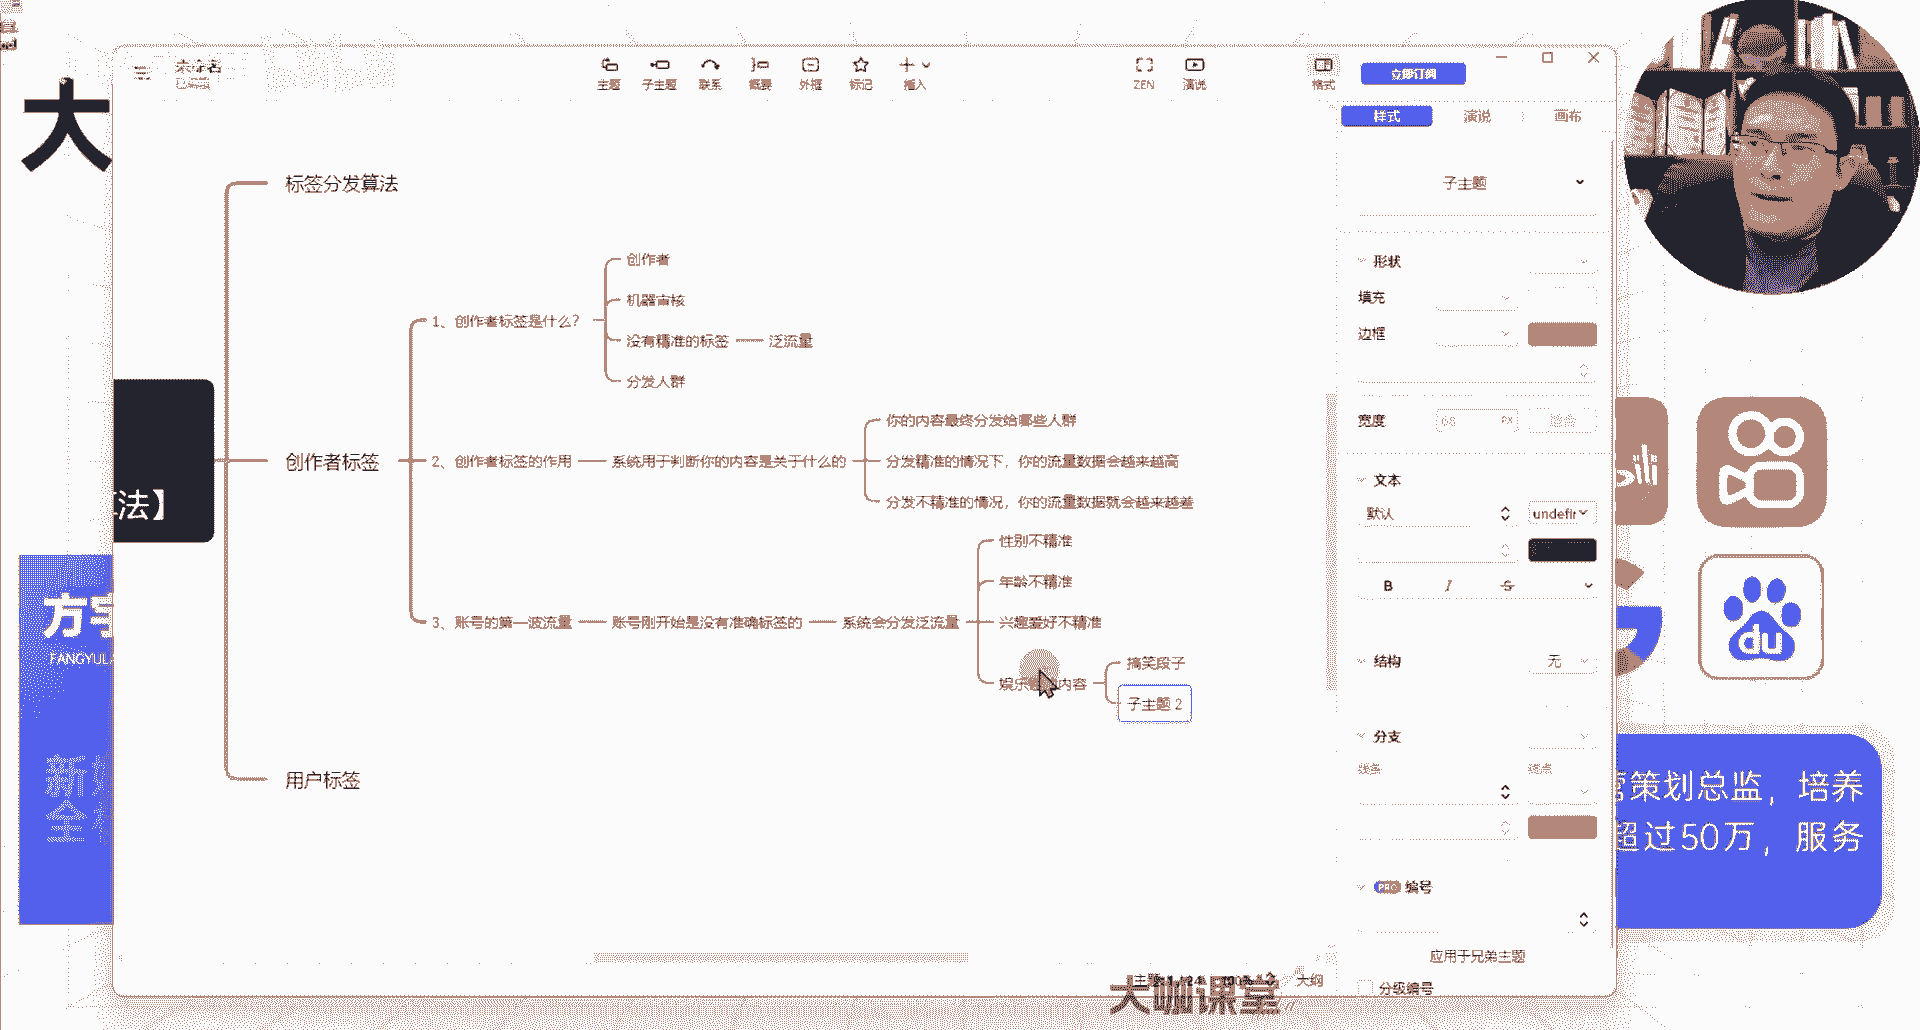 大
未命名
主题
子主题
联系
概要
外框
标记
插入
ZEN
演说
格式
立即订阅
样式
演说
画布
标签分发算法
创作者
机器审核
1、创作者标签是什么？
没有精准的标签
泛流量
分发人群
你的内容最终分发给哪些人群
创作者标签
2、创作者标签的作用
系统用于判断你的内容是关于什么的
分发精准的情况下，你的流量数据会越来越高
法】
分发不精准的情况，你的流量数据就会越来越差
性别不精准
年龄不精准
3、账号的第一波流量
账号刚开始是没有准确标签的
系统会分发泛流量
兴趣爱好不精准
搞笑段子
娱乐
内容
子主题 2
用户标签
子主题
形状
填充
边框
宽度
68
PX
适合
文本
默认
undefir
B
I
S
结构
无
分支
线条
终点
PRO 编号
应用于兄弟主题
分级编号
大纲
大咖课堂
方
FANGYULA
新
全
bili
du
策划总监，培养
超过50万，服务